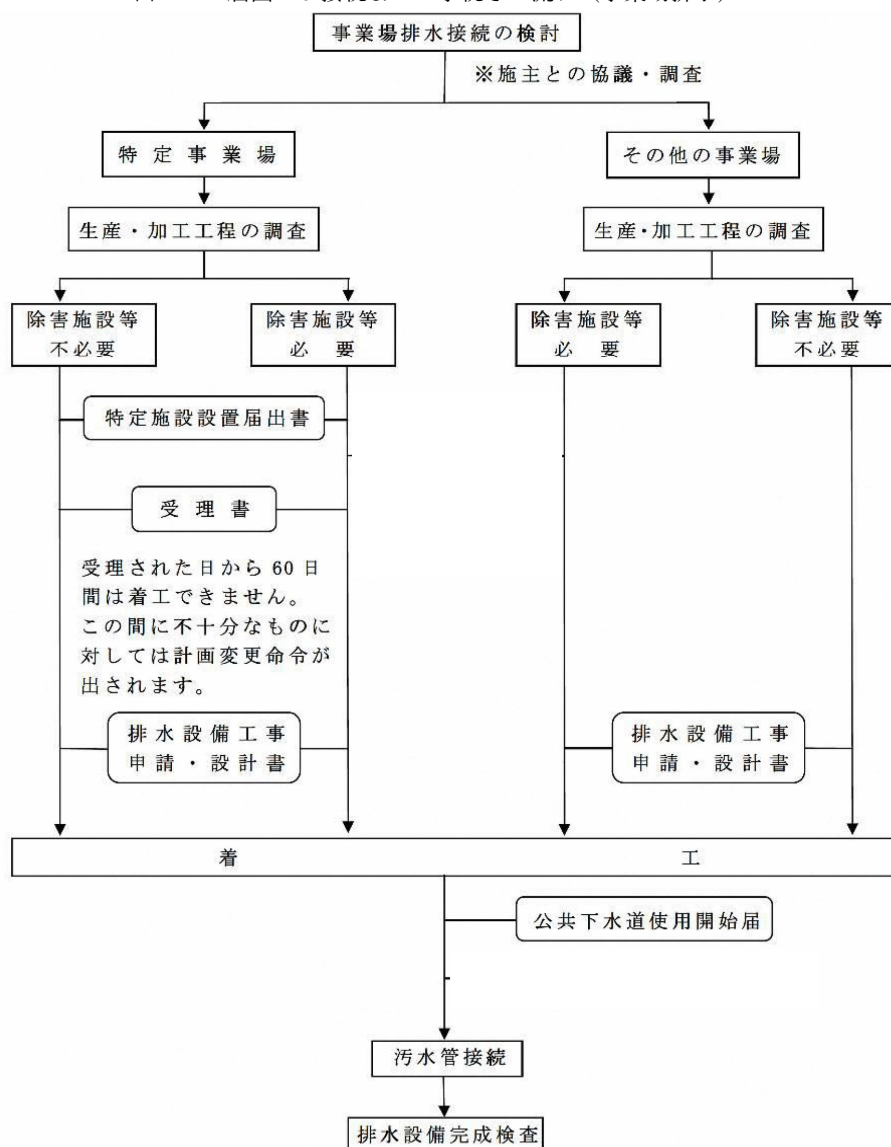 事業場排水接続の検討
※施主との協議・調査
特定事業場
その他の事業場
生産・加工工程の調査
生産・加工工程の調査
除害施設等
不必要
除害施設等
必要
除害施設等
必要
除害施設等
不必要
特定施設設置届出書
受理書
受理された日から 60 日
間は着工できません。
この間に不十分なものに
対しては計画変更命令が
出されます。
排水設備工事
申請・設計書
排水設備工事
申請・設計書
着工
公共下水道使用開始届
汚水管接続
排水設備完成検査